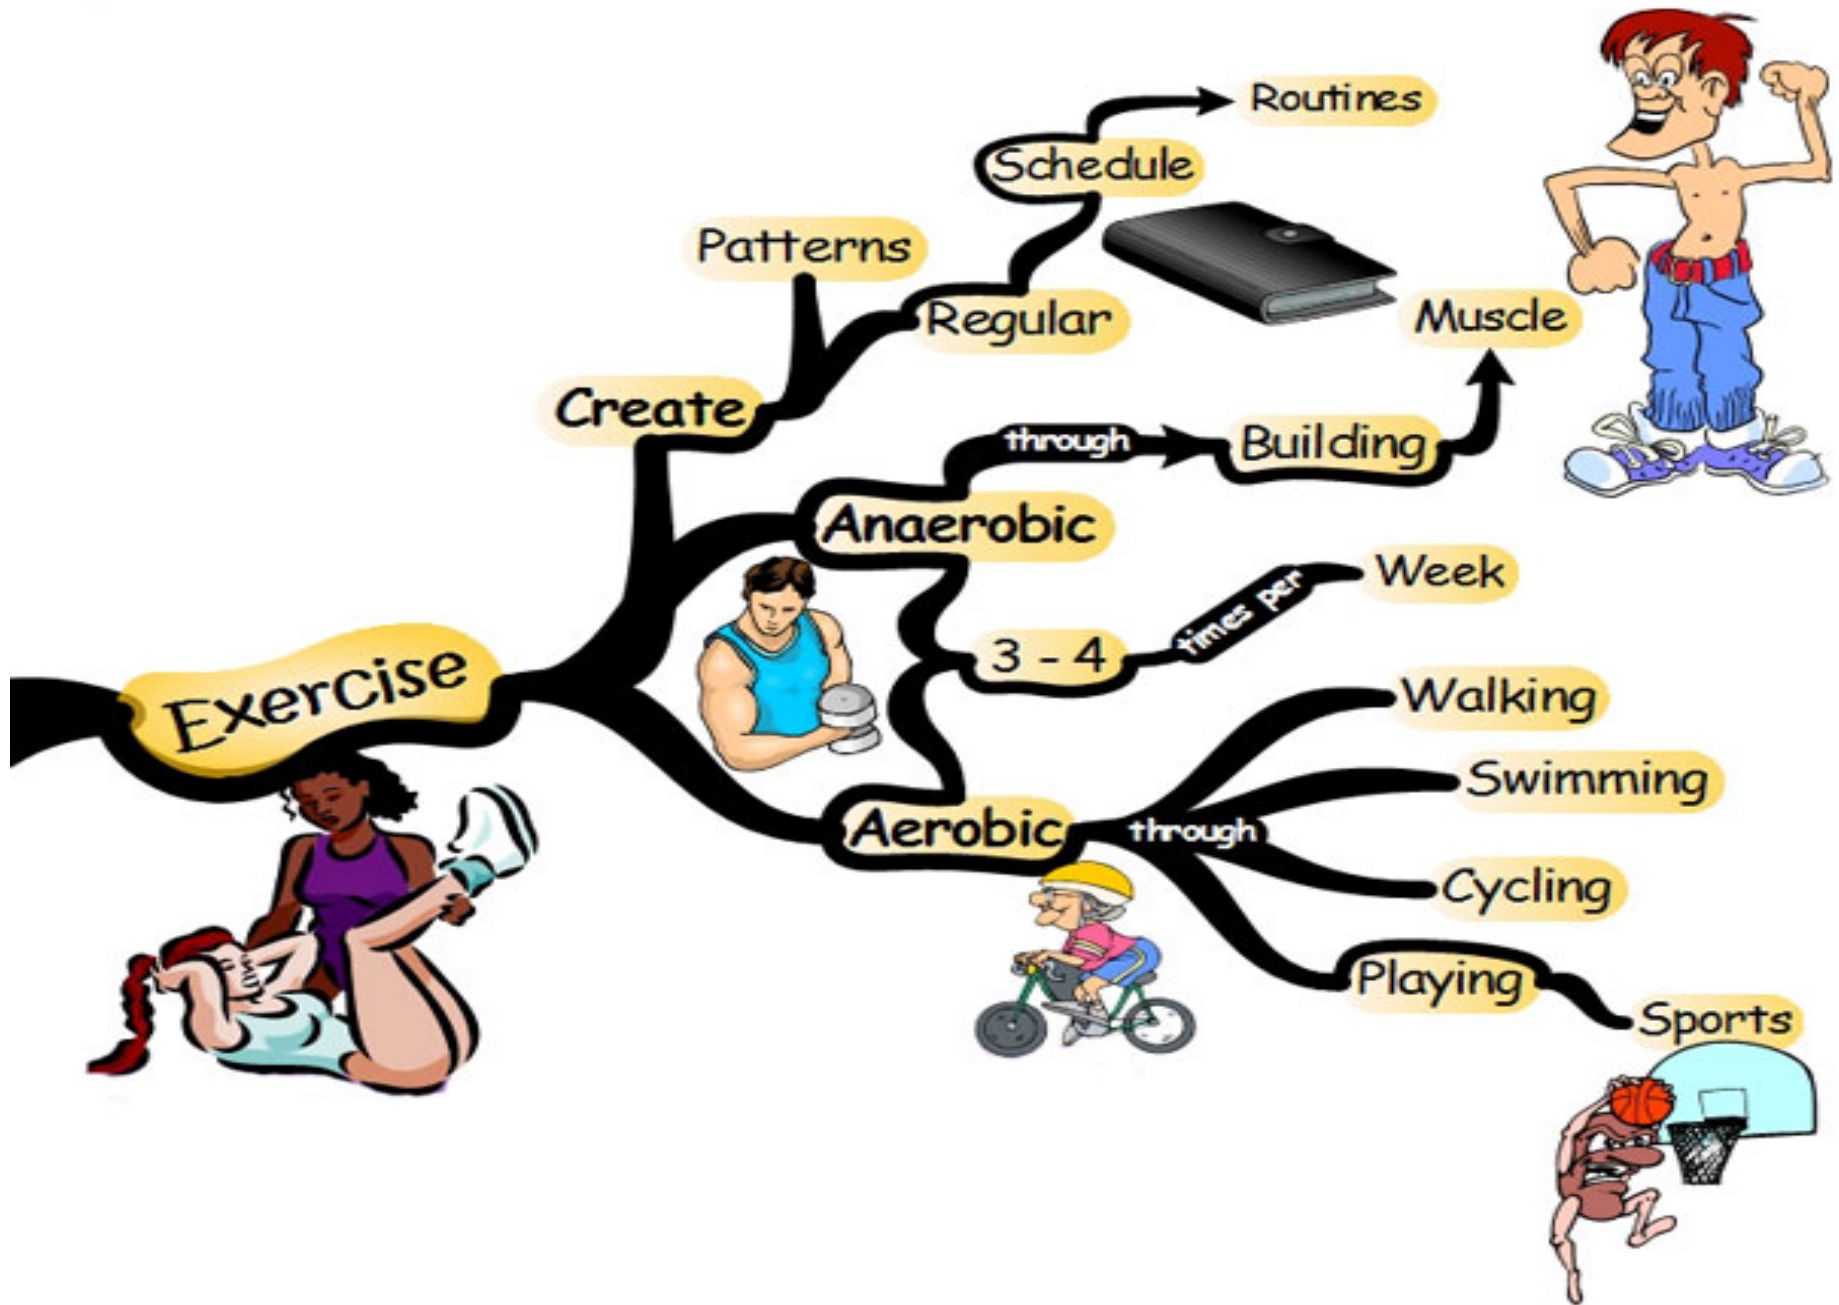 Routines
Schedule
Patterns
Regular
Muscle
Create
through
Building
Anaerobic
Week
times per
3 - 4
Exercise
Walking
Swimming
Aerobic
through
Cycling
Playing
Sports